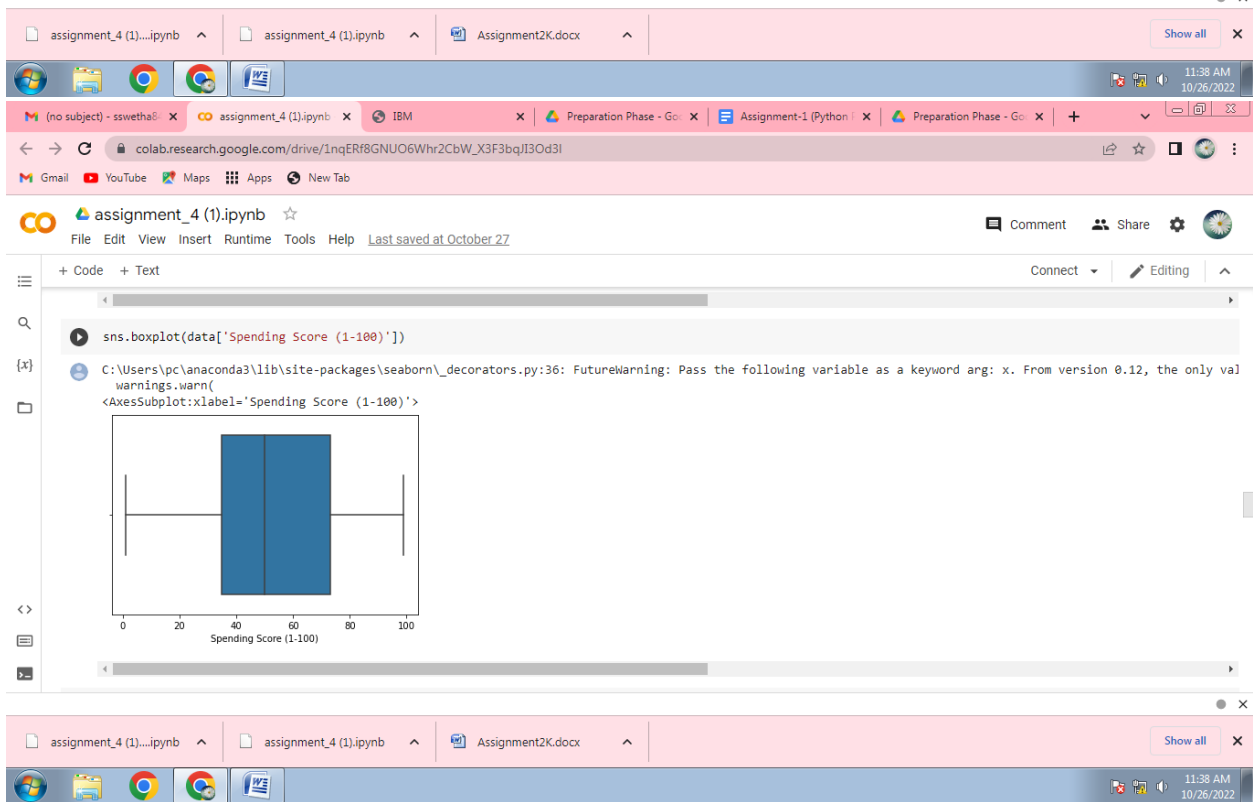 assignment_4 (1)....ipynb
assignment_4 (1).ipynb
Assignment2K.docx
Show all
11:38 AM
10/26/2022
(no subject) - sswetha8
assignment_4 (1).ipynb
IBM
Preparation Phase - Goo
Assignment-1 (Python
Preparation Phase - Goo
colab.research.google.com/drive/1nqERf8GNUO6Whr2CbW_X3F3bqJI3Od3I
Gmail
YouTube
Maps
Apps
New Tab
CO
assignment_4 (1).ipynb
Comment
Share
File Edit View Insert Runtime Tools Help Last saved at October 27
+ Code + Text
Connect
Editing
sns.boxplot(data['Spending Score (1-100)'])
{x}
C:\Users\pc\anaconda3\lib\site-packages\seaborn\_decorators.py:36: FutureWarning: Pass the following variable as a keyword arg: x. From version 0.12, the only val
warnings.warn(
<AxesSubplot:xlabel='Spending Score (1-100)'>
0 20 40 60 80 100
Spending Score (1-100)
assignment_4 (1)....ipynb
assignment_4 (1).ipynb
Assignment2K.docx
Show all
11:38 AM
10/26/2022